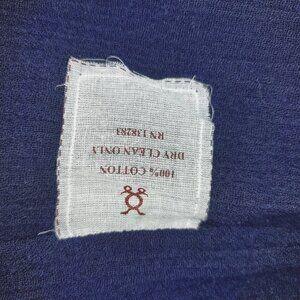 100% COTTON
DRY CLEAN ONLY
RN 138283